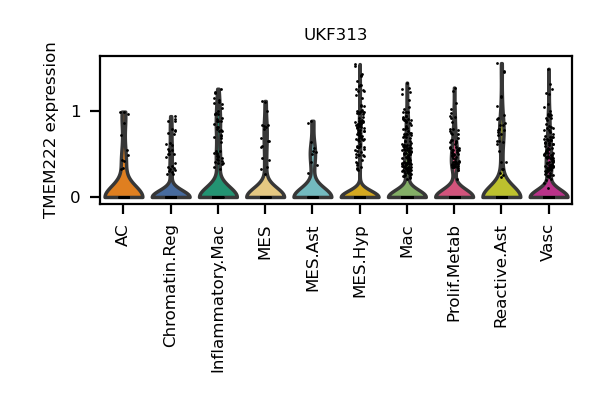 UKF313
TMEM222 expression
1
0
AC
Chromatin.Reg
Inflammatory.Mac
MES
MES.Ast
MES.Hyp
Mac
Prolif.Metab
Reactive.Ast
Vasc